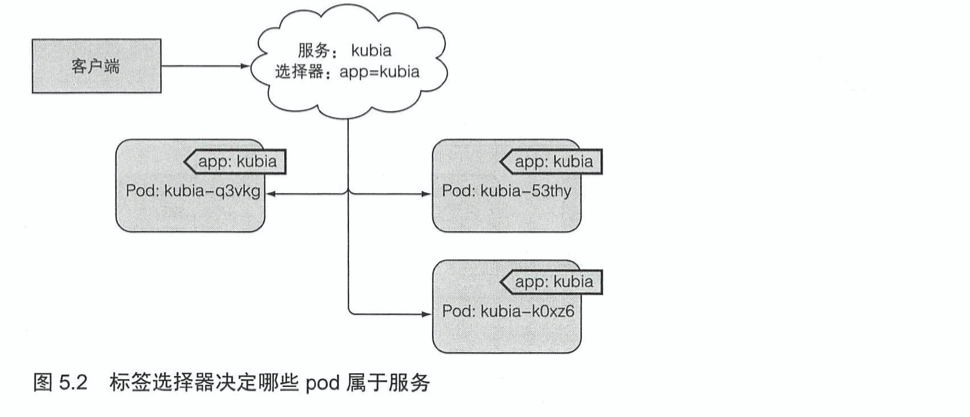 客户端
服务： kubia
选择器：app=kubia
app: kubia
Pod: kubia-q3vkg
app: kubia
Pod: kubia-53thy
app: kubia
Pod: kubia-k0xz6
图 5.2 标签选择器决定哪些 pod 属于服务